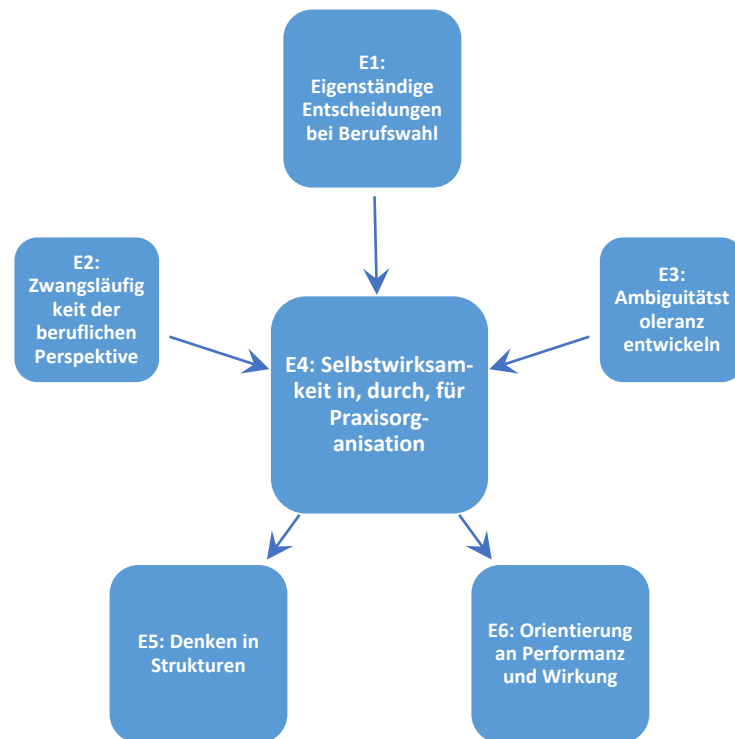 E1:
Eigenständige
Entscheidungen
bei Berufswahl
E2:
Zwangsläufig
keit der
beruflichen
Perspektive
E3:
Ambiguitätst
oleranz
entwickeln
E4: Selbstwirksam-
keit in, durch, für
Praxisorg-
anisation
E5: Denken in
Strukturen
E6: Orientierung
an Performanz
und Wirkung